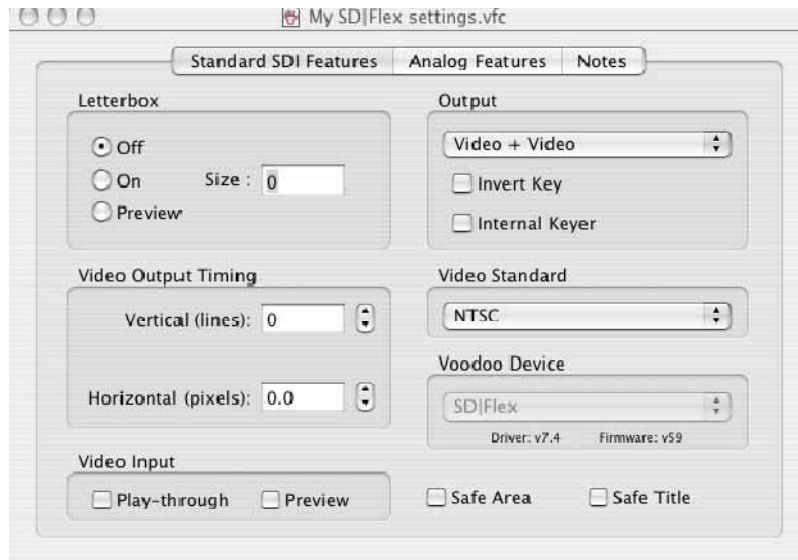 My SD|Flex settings.vfc
Standard SDI Features
Analog Features
Notes
Letterbox
Off
On
Size :
0
Preview
Output
Video + Video
Invert Key
Internal Keyer
Video Output Timing
Vertical (lines):
0
Horizontal (pixels):
0.0
Video Standard
NTSC
Voodoo Device
SD|Flex
Driver: v7.4
Firmware: v59
Video Input
Play-through
Preview
Safe Area
Safe Title